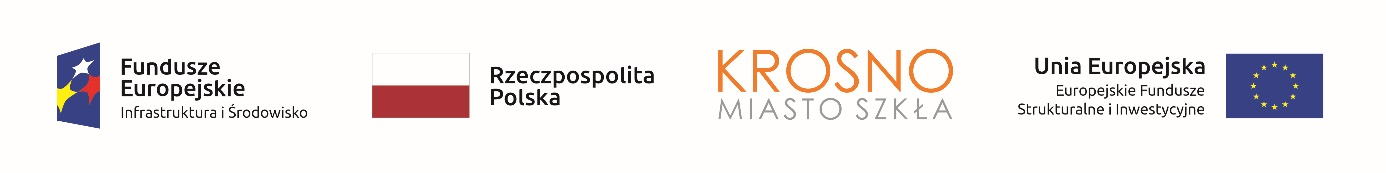 Fundusze
Europejskie
Infrastruktura i Środowisko
Rzeczpospolita
Polska
KROSNO
MIASTO SZKŁA
Unia Europejska
Europejskie Fundusze
Strukturalne i Inwestycyjne